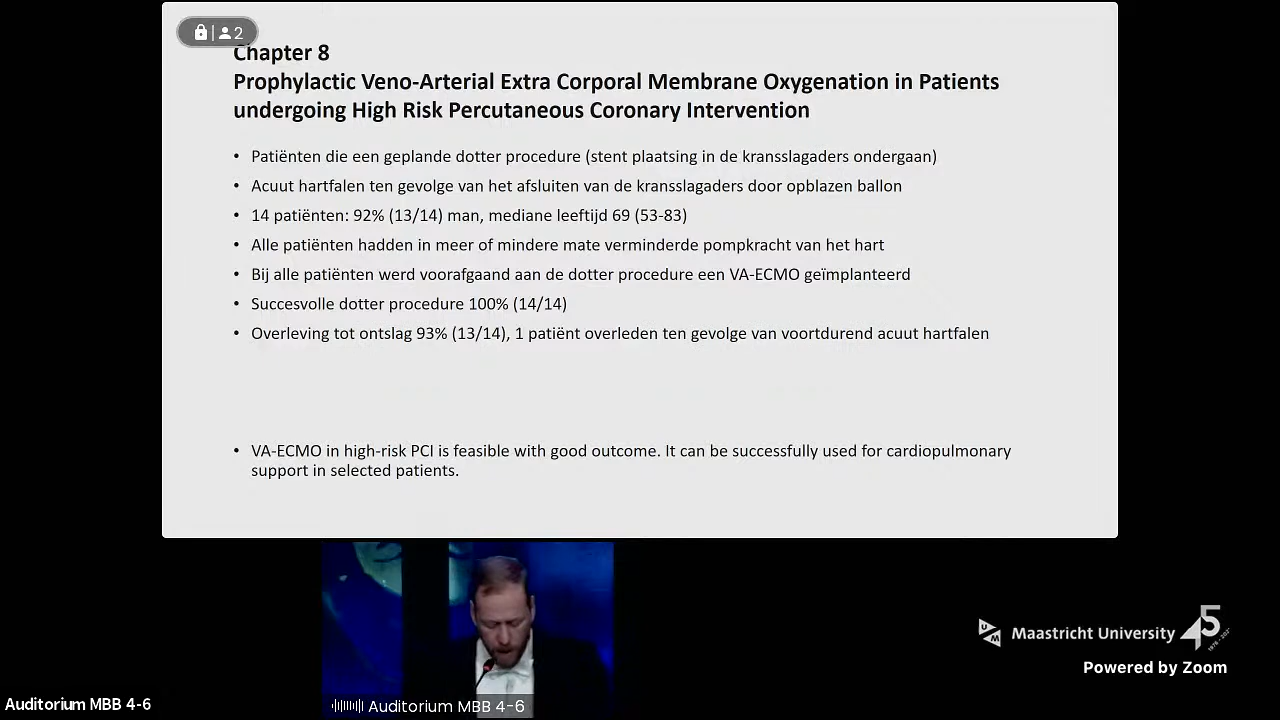 2
Chapter 8
Prophylactic Veno-Arterial Extra Corporal Membrane Oxygenation in Patients
undergoing High Risk Percutaneous Coronary Intervention
• Patiënten die een geplande dotter procedure (stent plaatsing in de kransslagaders ondergaan)
• Acuut hartfalen ten gevolge van het afsluiten van de kransslagaders door opblazen ballon
• 14 patiënten: 92% (13/14) man, mediane leeftijd 69 (53-83)
• Alle patiënten hadden in meer of mindere mate verminderde pompkracht van het hart
• Bij alle patiënten werd voorafgaand aan de dotter procedure een VA-ECMO geïmplanteerd
• Succesvolle dotter procedure 100% (14/14)
• Overleving tot ontslag 93% (13/14), 1 patiënt overleden ten gevolge van voortdurend acuut hartfalen
• VA-ECMO in high-risk PCI is feasible with good outcome. It can be successfully used for cardiopulmonary
support in selected patients.
Maastricht University 45
Powered by Zoom
Auditorium MBB 4-6
Auditorium MBB 4-6